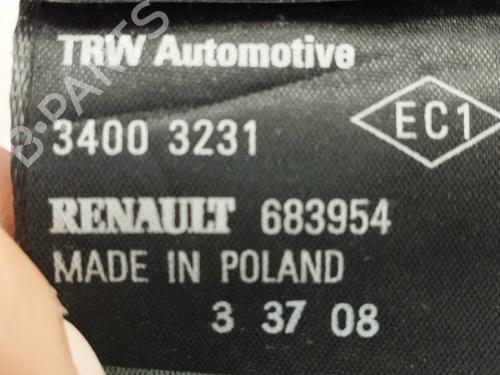 TRW Automotive
3400 3231
EC1
RENAULT 683954
MADE IN POLAND
3 37 08
B-PARTS